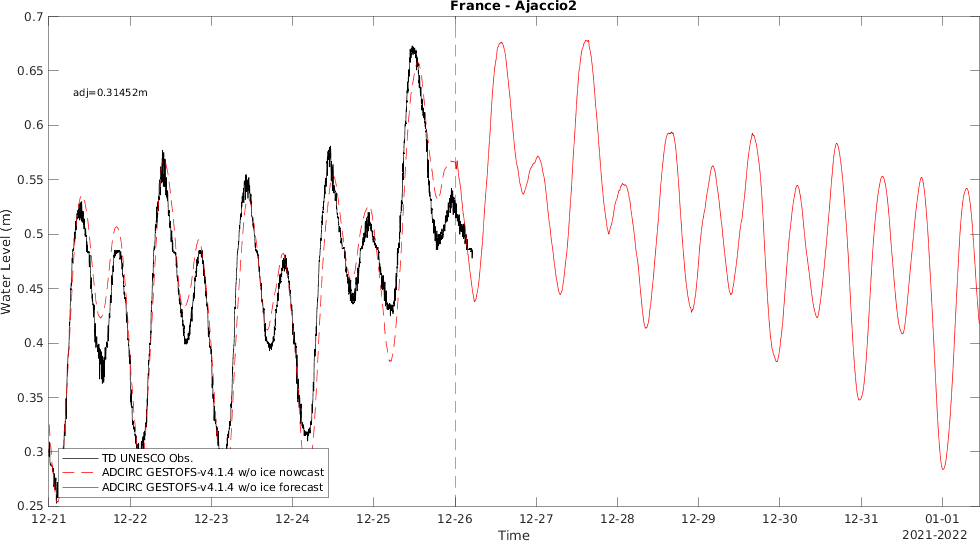 France - Ajaccio2
0.7
0.65
adj=0.31452m
0.6
0.55
0.5
Water Level (m)
0.45
0.4
0.35
0.3
TD UNESCO Obs.
ADCIRC GESTOFS-v4.1.4 w/o ice nowcast
ADCIRC GESTOFS-v4.1.4 w/o ice forecast
0.25
12-21 12-22 12-23 12-24 12-25 12-26 12-27 12-28 12-29 12-30 12-31 01-01
Time
2021-2022